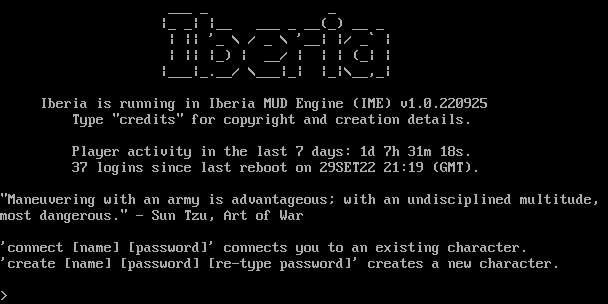 Iberia
Iberia is running in Iberia MUD Engine (IME) v1.0.220925
Type "credits" for copyright and creation details.
Player activity in the last 7 days: 1d 7h 31m 18s.
37 logins since last reboot on 29SET22 21:19 (GMT).
"Maneuvering with an army is advantageous; with an undisciplined multitude,
most dangerous." - Sun Tzu, Art of War
'connect [name] [password]' connects you to an existing character.
'create [name] [password] [re-type password]' creates a new character.
>